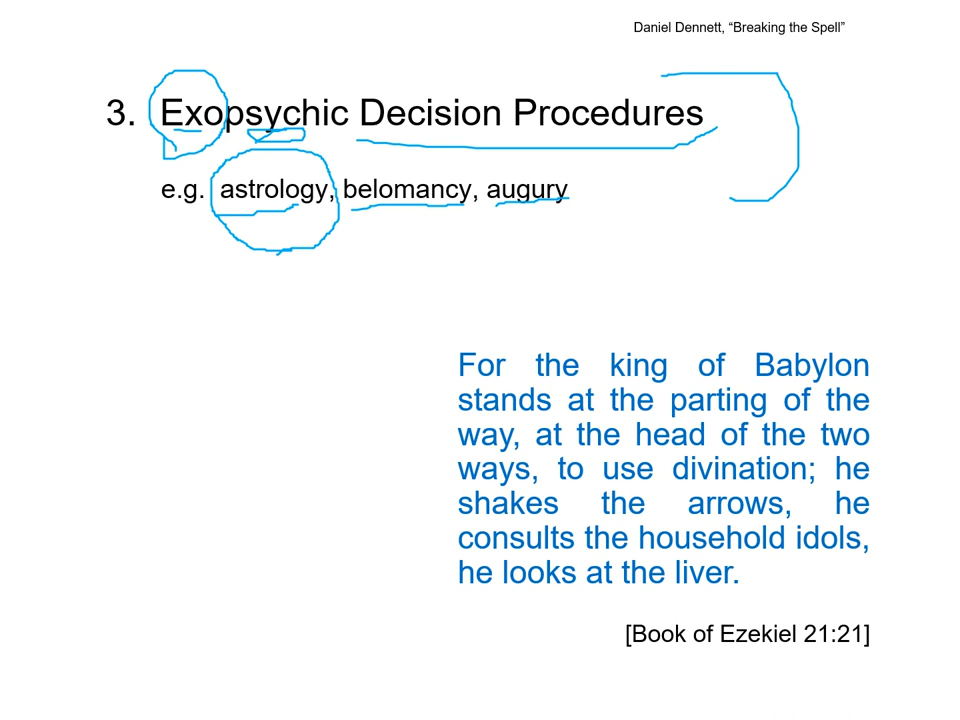 Daniel Dennett, “Breaking the Spell”
3. Exopsychic Decision Procedures
e.g. astrology, belomancy, augury
For the king of Babylon
stands at the parting of the
way, at the head of the two
ways, to use divination; he
shakes the arrows, he
consults the household idols,
he looks at the liver.
[Book of Ezekiel 21:21]